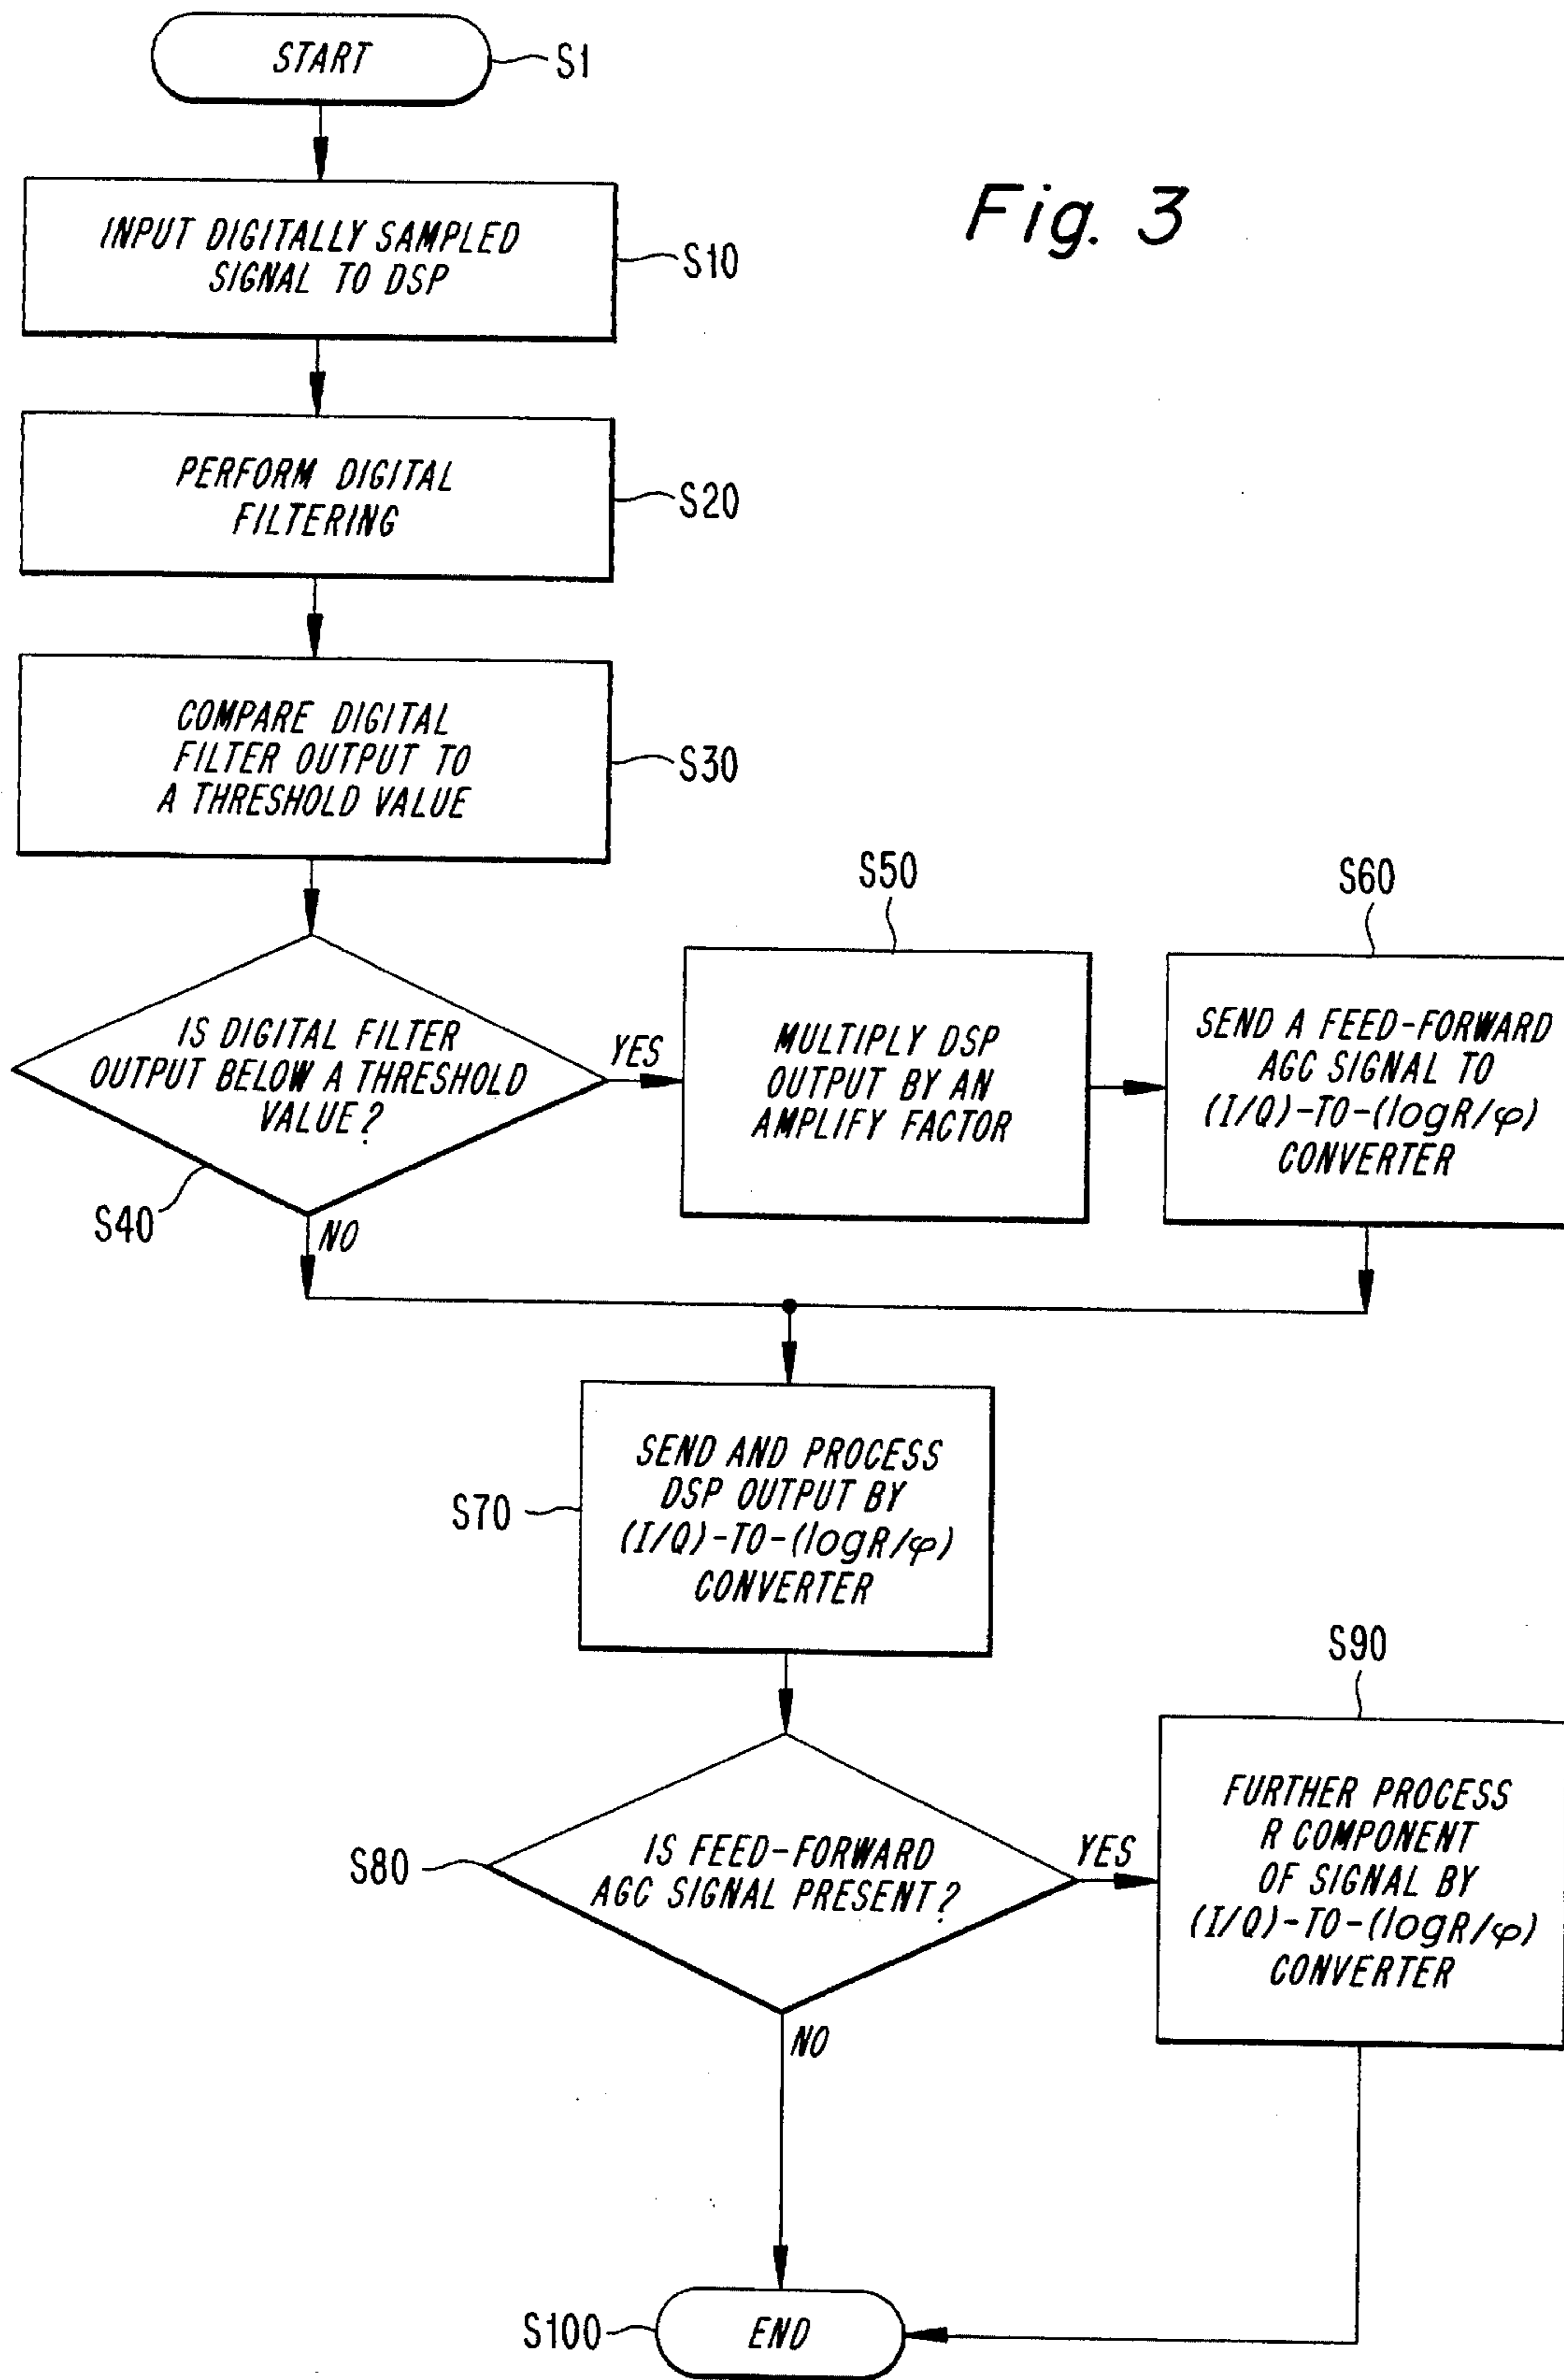 START
S1
Fig. 3
INPUT DIGITALLY SAMPLED
SIGNAL TO DSP
S10
PERFORM DIGITAL
FILTERING
S20
COMPARE DIGITAL
FILTER OUTPUT TO
A THRESHOLD VALUE
S30
IS DIGITAL FILTER
OUTPUT BELOW A THRESHOLD
VALUE?
S40
YES
NO
S50
MULTIPLY DSP
OUTPUT BY AN
AMPLIFY FACTOR
S60
SEND A FEED-FORWARD
AGC SIGNAL TO
(I/Q)-TO-(logR/φ)
CONVERTER
S70
SEND AND PROCESS
DSP OUTPUT BY
(I/Q)-TO-(logR/φ)
CONVERTER
S80
IS FEED-FORWARD
AGC SIGNAL PRESENT?
YES
NO
S90
FURTHER PROCESS
R COMPONENT
OF SIGNAL BY
(I/Q)-TO-(logR/φ)
CONVERTER
S100
END